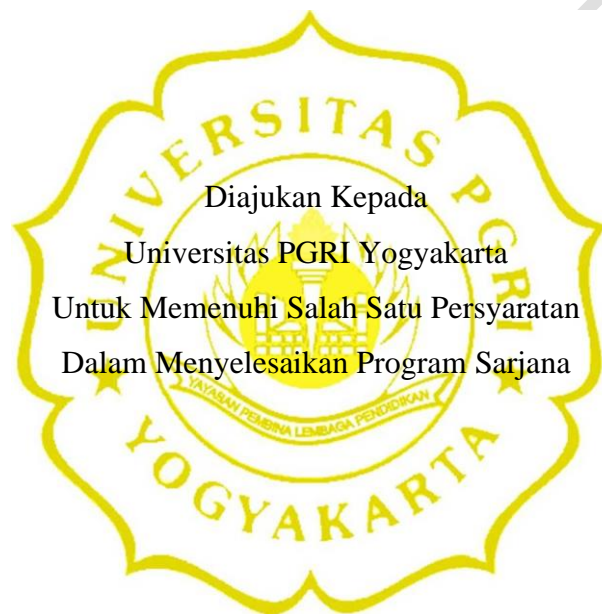 UNIVERSITAS PGRI
Diajukan Kepada
Universitas PGRI Yogyakarta
Untuk Memenuhi Salah Satu Persyaratan
Dalam Menyelesaikan Program Sarjana
YAYASAN PEMBINA LEMBAGA PENDIDIKAN
YOGYAKARTA